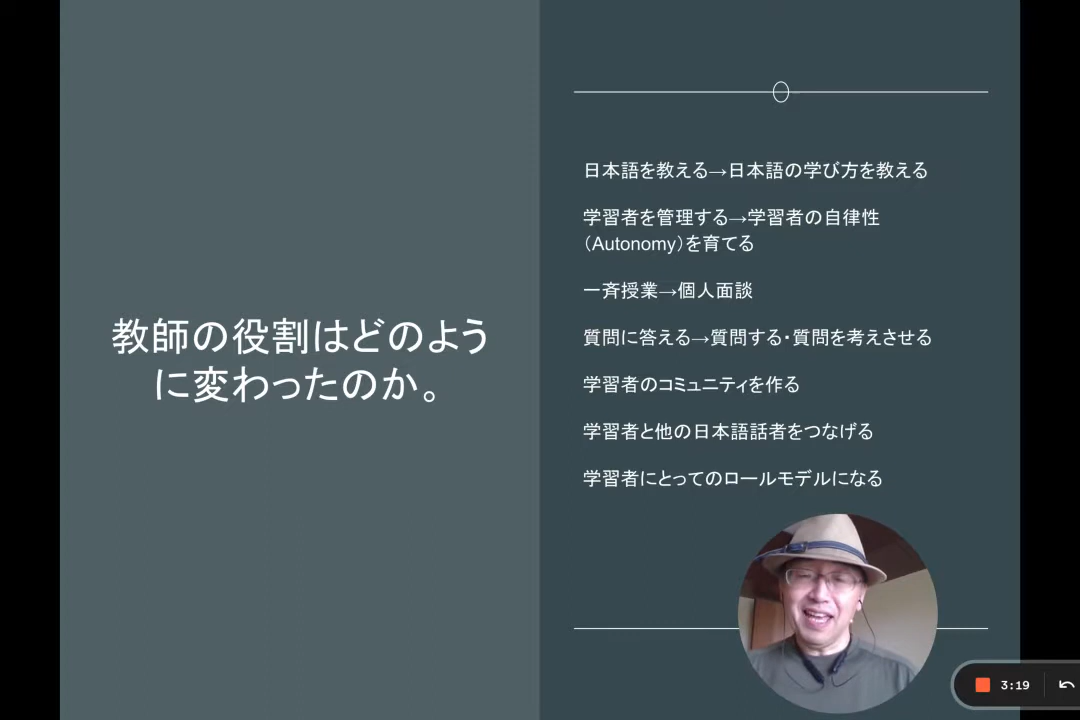 教師の役割はどのよう
に変わったのか。
日本語を教える→日本語の学び方を教える
学習者を管理する→学習者の自律性
（Autonomy）を育てる
一斉授業→個人面談
質問に答える→質問する・質問を考えさせる
学習者のコミュニティを作る
学習者と他の日本語話者をつなげる
学習者にとってのロールモデルになる
3:19